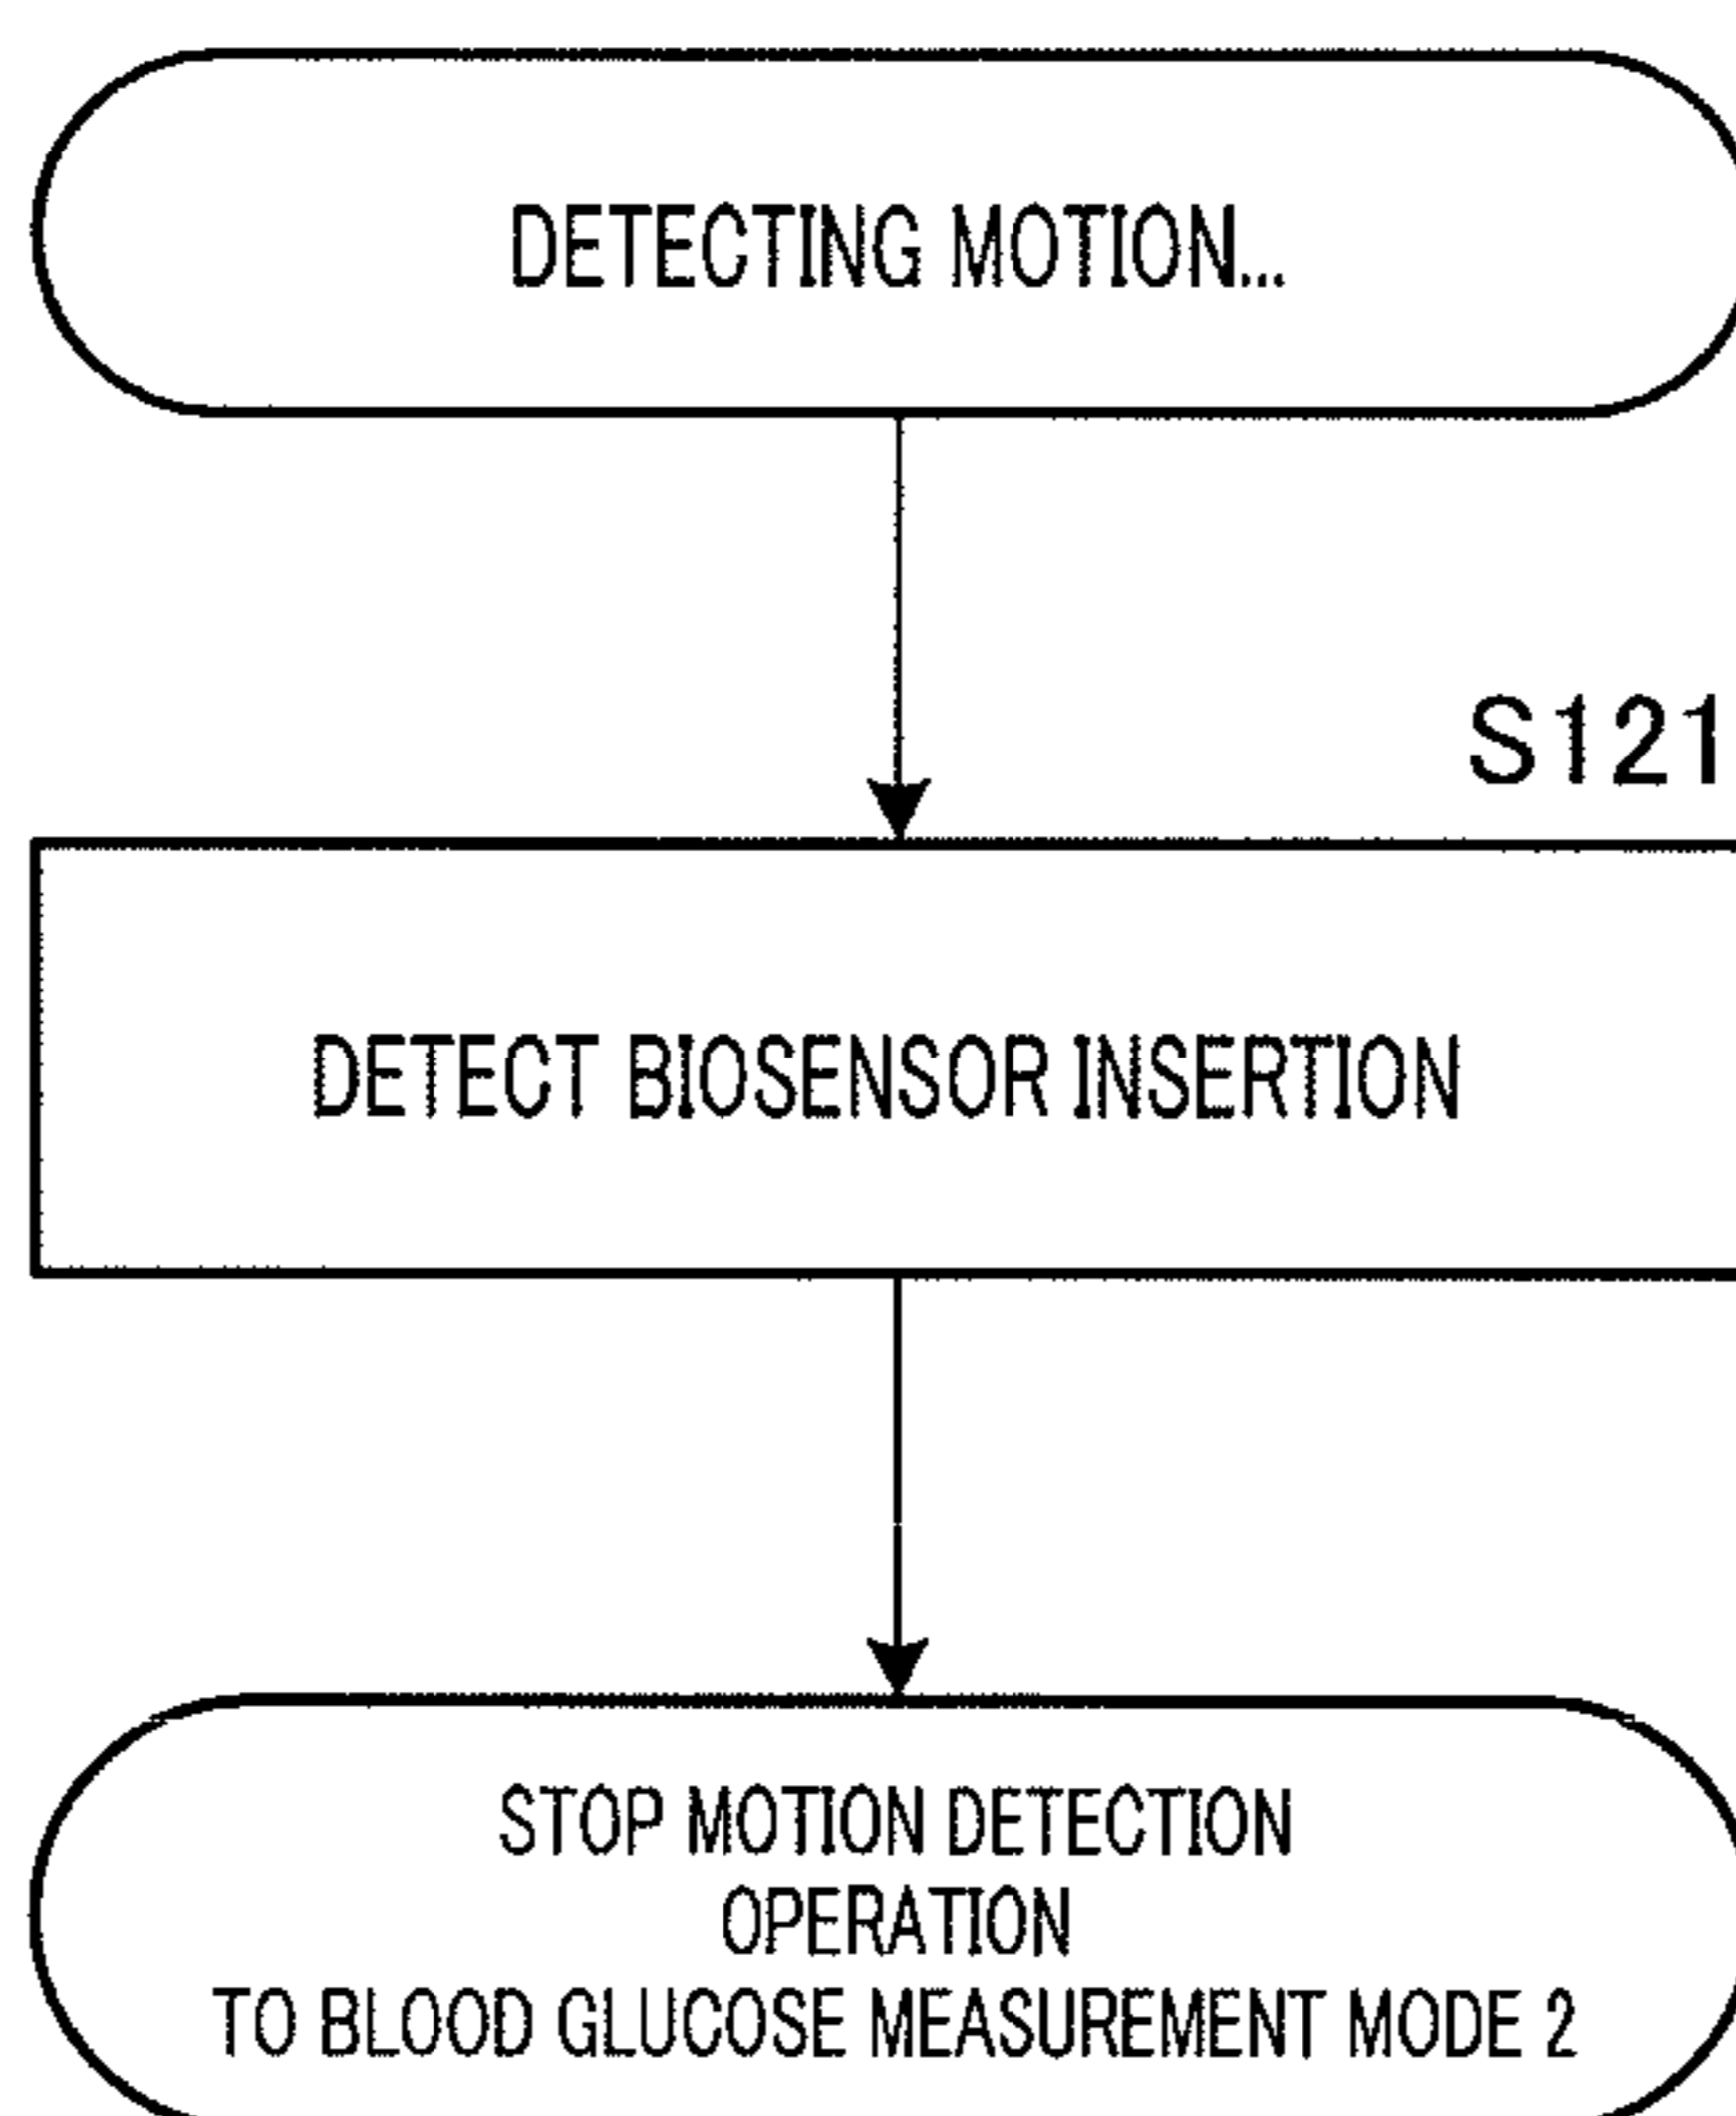 DETECTING MOTION...
S121
DETECT BIOSENSOR INSERTION
STOP MOTION DETECTION
OPERATION
TO BLOOD GLUCOSE MEASUREMENT MODE 2